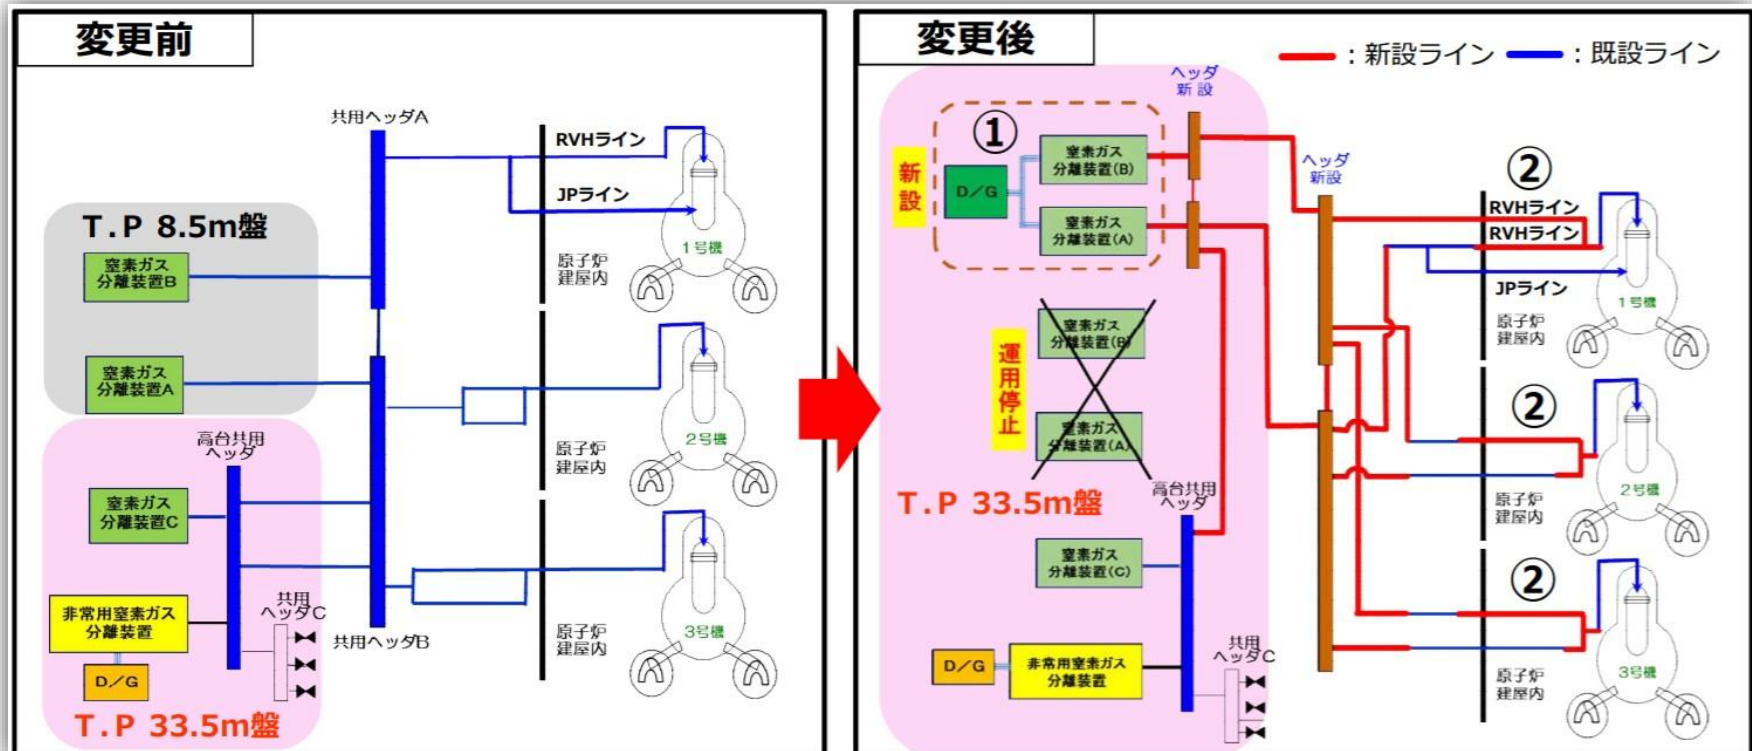 変更前
共用ヘッダA
RVHライン
JPライン
1号機
原子炉
建屋内
T.P 8.5m盤
窒素ガス
分離装置B
窒素ガス
分離装置A
2号機
原子炉
建屋内
高台共用
ヘッダ
窒素ガス
分離装置C
非常用窒素ガス
分離装置
D/G
共用
ヘッダC
共用ヘッダB
3号機
原子炉
建屋内
T.P 33.5m盤
変更後
:新設ライン
:既設ライン
ヘッダ
新設
①
新設
D/G
窒素ガス
分離装置(B)
窒素ガス
分離装置(A)
ヘッダ
新設
②
RVHライン
RVHライン
JPライン
1号機
原子炉
建屋内
運用停止
窒素ガス
分離装置(B)
窒素ガス
分離装置(A)
T.P 33.5m盤
高台共用
ヘッダ
②
2号機
原子炉
建屋内
窒素ガス
分離装置(C)
D/G
非常用窒素ガス
分離装置
共用
ヘッダC
②
3号機
原子炉
建屋内